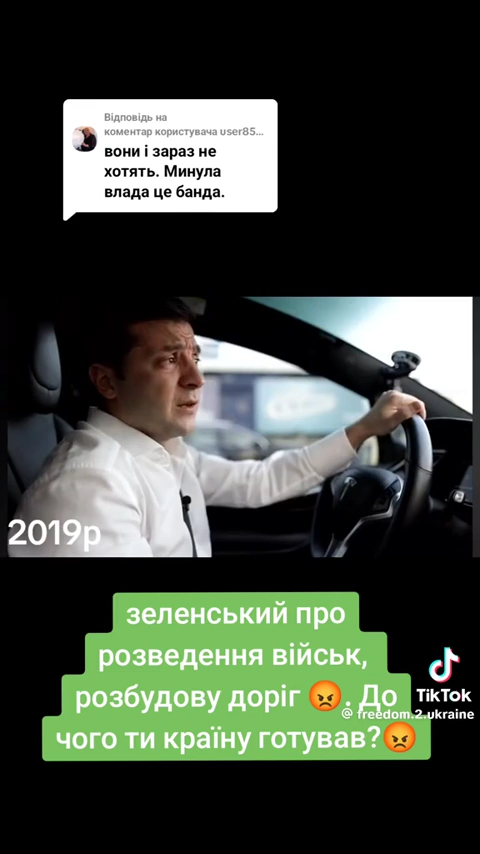 Відповідь на
коментар користувача user85...
вони і зараз не
хотять. Минула
влада це банда.
2019р
зеленський про
розведення військ,
розбудову доріг 😡. До
чого ти країну готував?😡
TikTok
@ freedom.2.ukraine